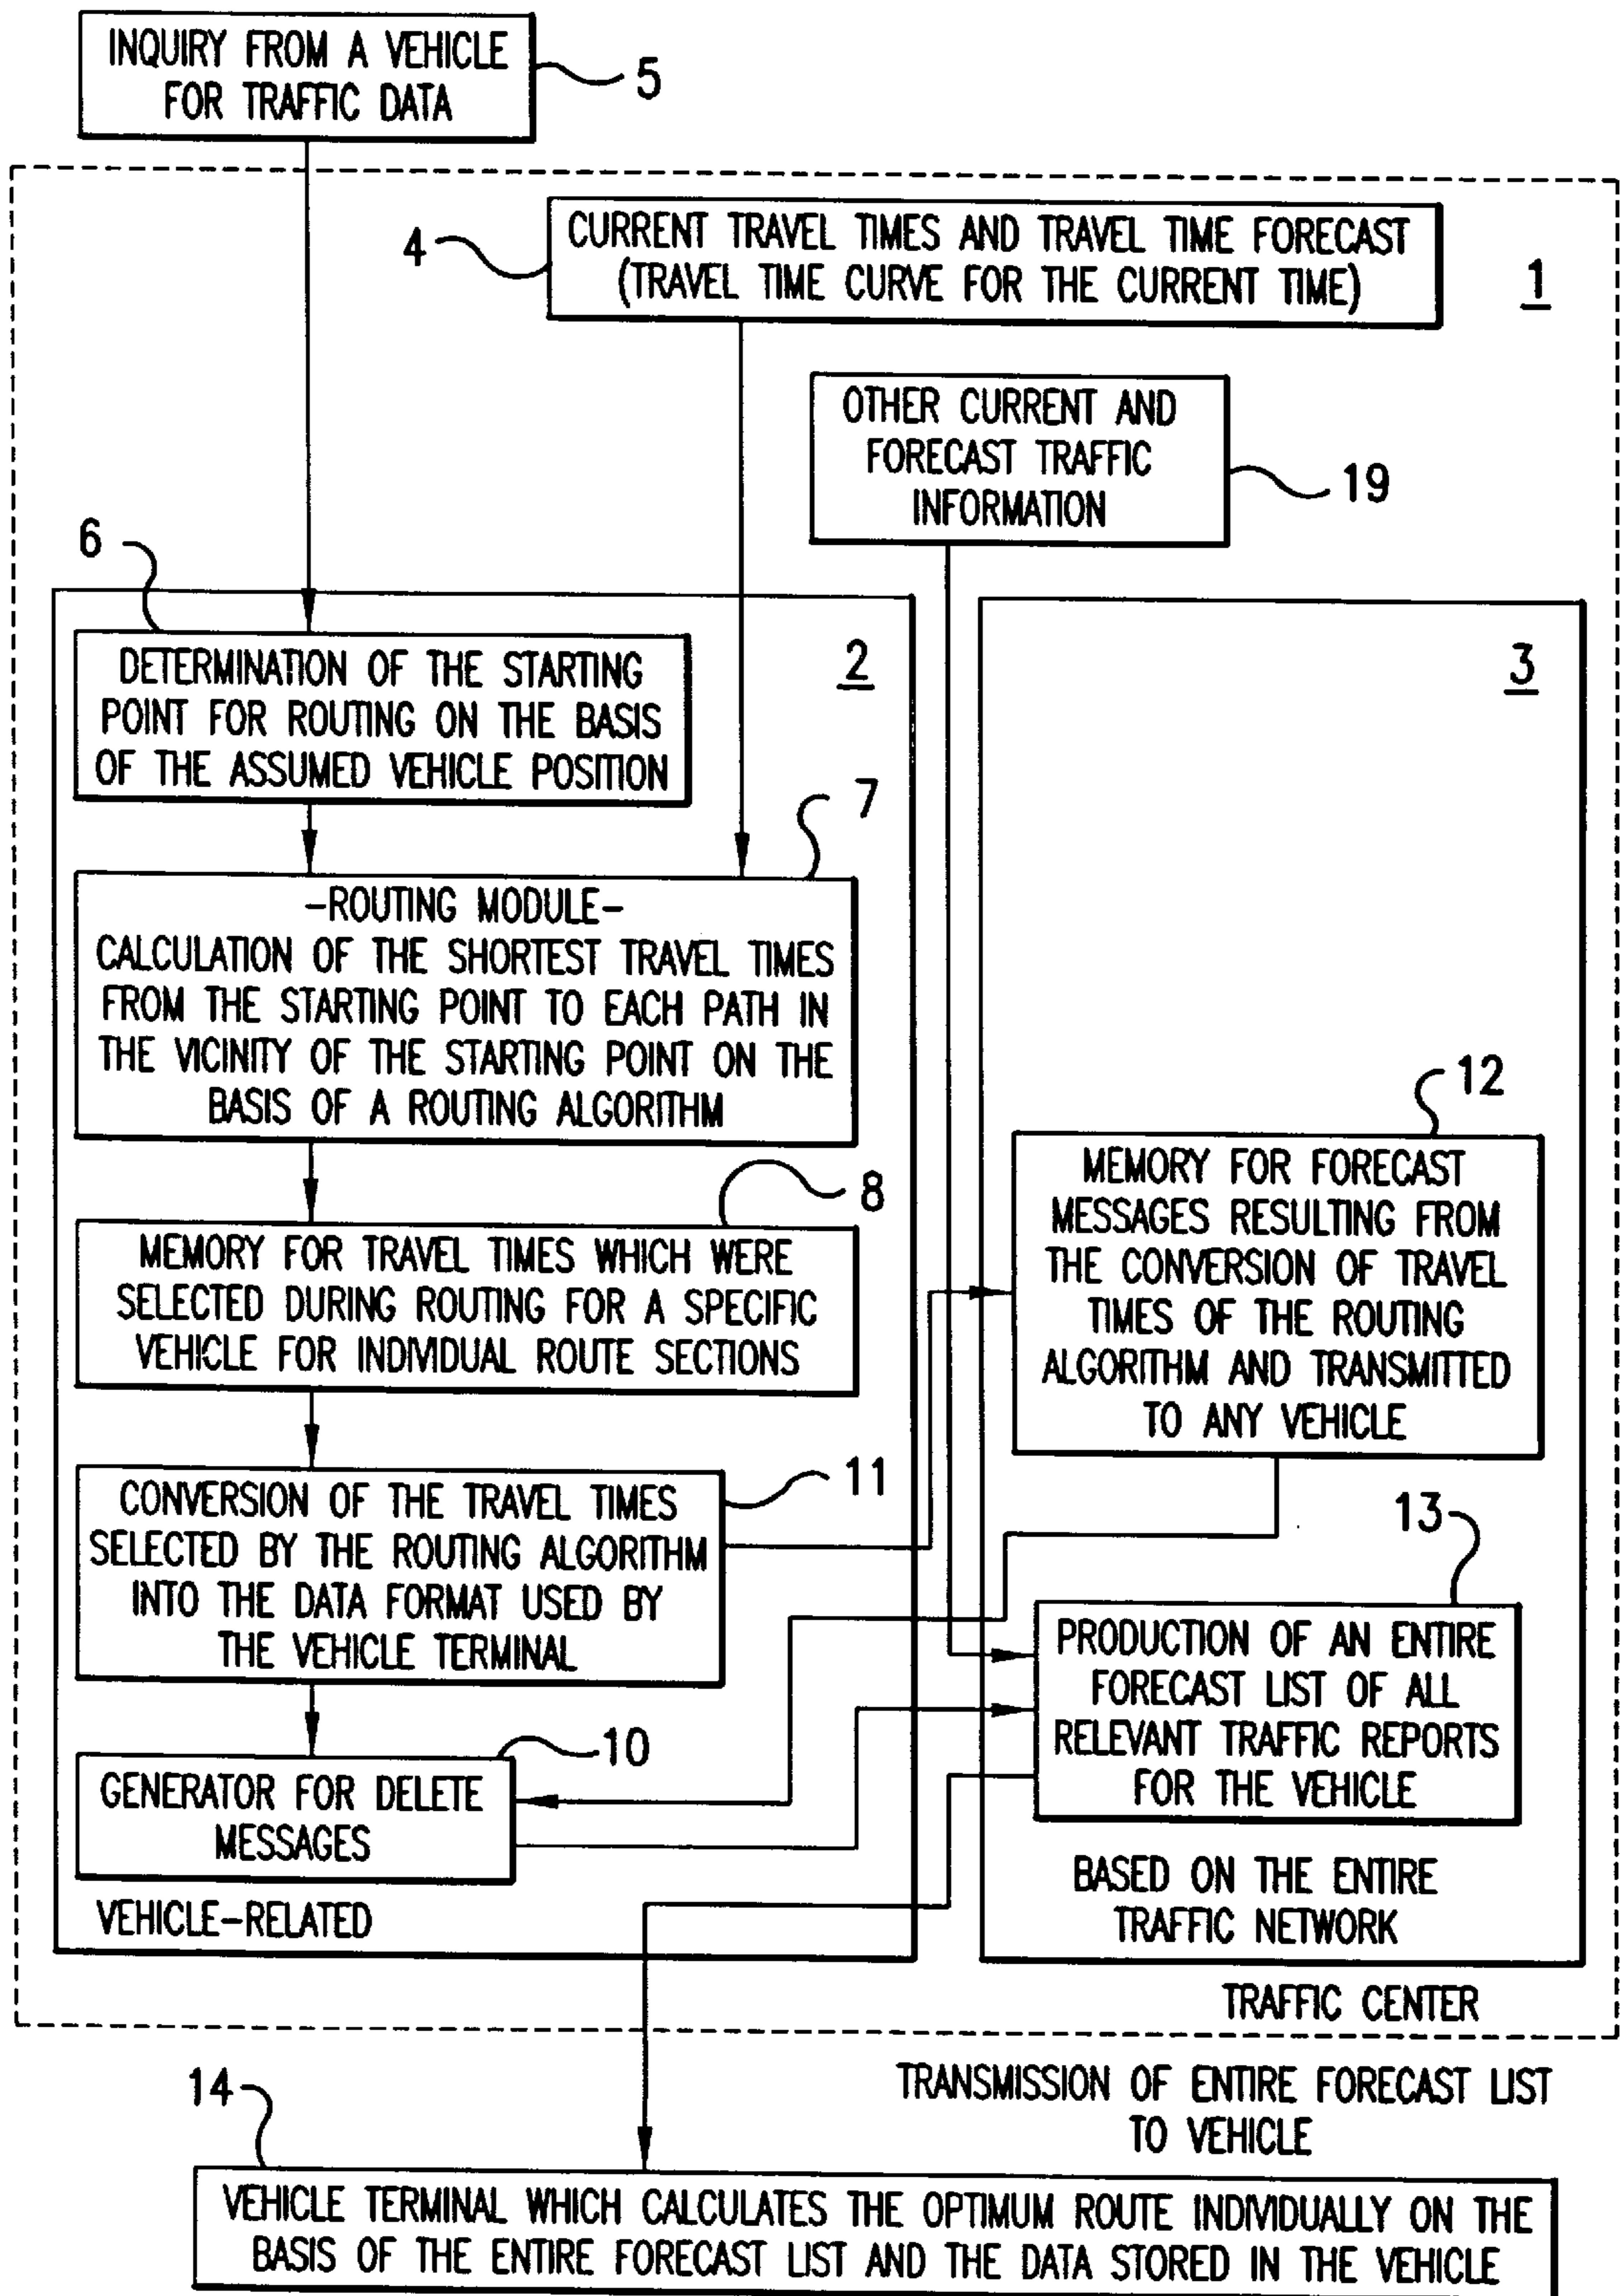 INQUIRY FROM A VEHICLE
FOR TRAFFIC DATA
5
4
CURRENT TRAVEL TIMES AND TRAVEL TIME FORECAST
(TRAVEL TIME CURVE FOR THE CURRENT TIME)
1
OTHER CURRENT AND
FORECAST TRAFFIC
INFORMATION
19
6
DETERMINATION OF THE STARTING
POINT FOR ROUTING ON THE BASIS
OF THE ASSUMED VEHICLE POSITION
2
3
7
-ROUTING MODULE-
CALCULATION OF THE SHORTEST TRAVEL TIMES
FROM THE STARTING POINT TO EACH PATH IN
THE VICINITY OF THE STARTING POINT ON THE
BASIS OF A ROUTING ALGORITHM
8
MEMORY FOR TRAVEL TIMES WHICH WERE
SELECTED DURING ROUTING FOR A SPECIFIC
VEHICLE FOR INDIVIDUAL ROUTE SECTIONS
12
MEMORY FOR FORECAST
MESSAGES RESULTING FROM
THE CONVERSION OF TRAVEL
TIMES OF THE ROUTING
ALGORITHM AND TRANSMITTED
TO ANY VEHICLE
11
CONVERSION OF THE TRAVEL TIMES
SELECTED BY THE ROUTING ALGORITHM
INTO THE DATA FORMAT USED BY
THE VEHICLE TERMINAL
13
PRODUCTION OF AN ENTIRE
FORECAST LIST OF ALL
RELEVANT TRAFFIC REPORTS
FOR THE VEHICLE
10
GENERATOR FOR DELETE
MESSAGES
VEHICLE-RELATED
BASED ON THE ENTIRE
TRAFFIC NETWORK
TRAFFIC CENTER
TRANSMISSION OF ENTIRE FORECAST LIST
TO VEHICLE
14
VEHICLE TERMINAL WHICH CALCULATES THE OPTIMUM ROUTE INDIVIDUALLY ON THE
BASIS OF THE ENTIRE FORECAST LIST AND THE DATA STORED IN THE VEHICLE